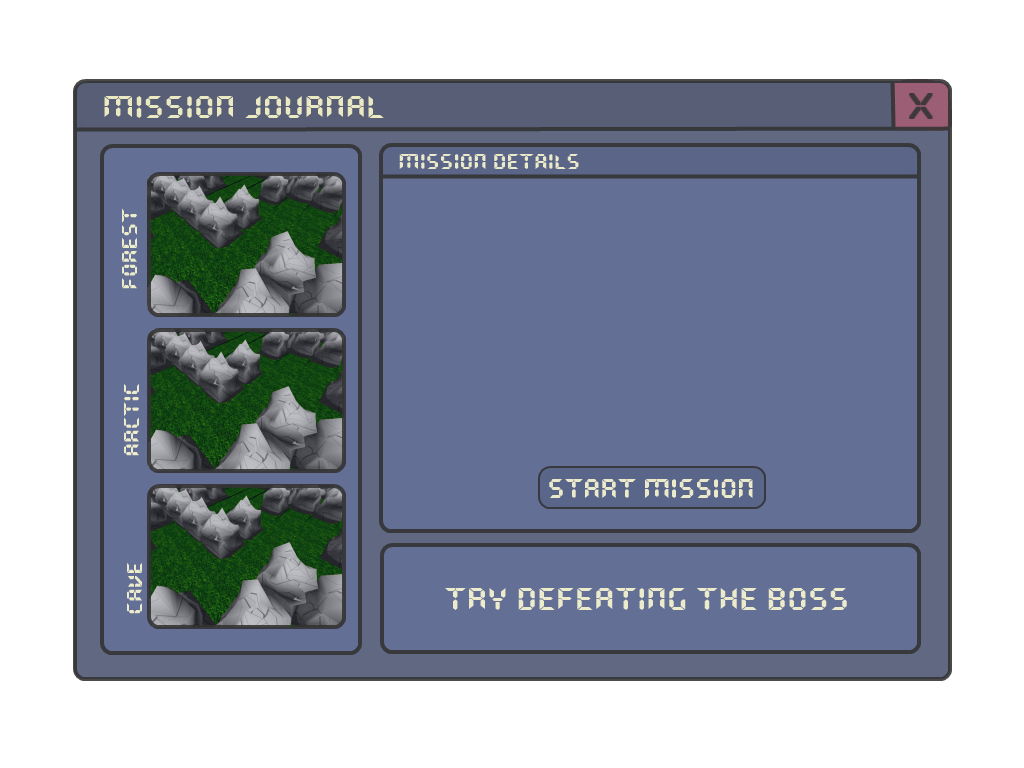 MISSION JOURNAL
X
MISSION DETAILS
FOREST
ARCTIC
CAVE
START MISSION
TRY DEFEATING THE BOSS